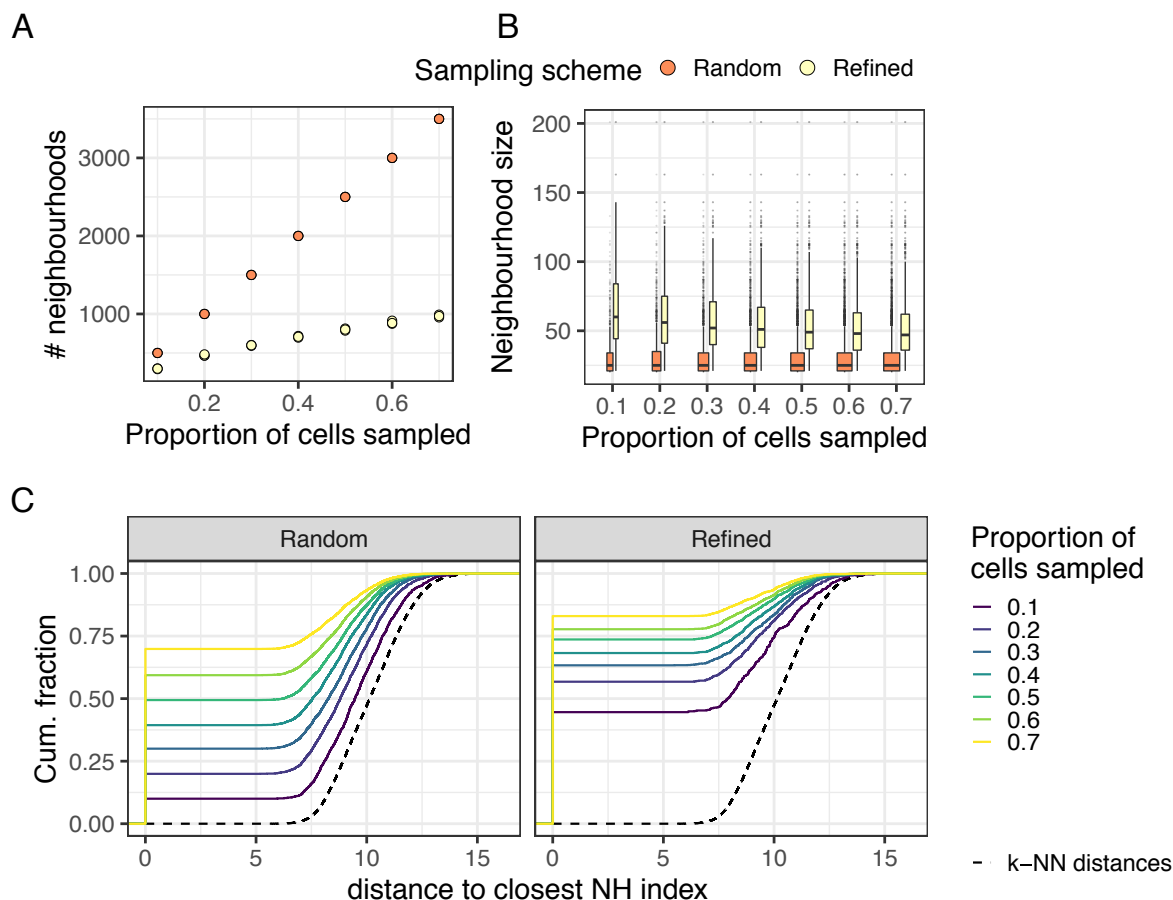 A
B
Sampling scheme Random Refined
# neighbourhoods
3000
2000
1000
0.2 0.4 0.6
Proportion of cells sampled
Neighbourhood size
200
150
100
50
0.1 0.2 0.3 0.4 0.5 0.6 0.7
Proportion of cells sampled
C
Random
Refined
Cum. fraction
1.00
0.75
0.50
0.25
0.00
0 5 10 15
0 5 10 15
distance to closest NH index
Proportion of
cells sampled
0.1
0.2
0.3
0.4
0.5
0.6
0.7
k−NN distances